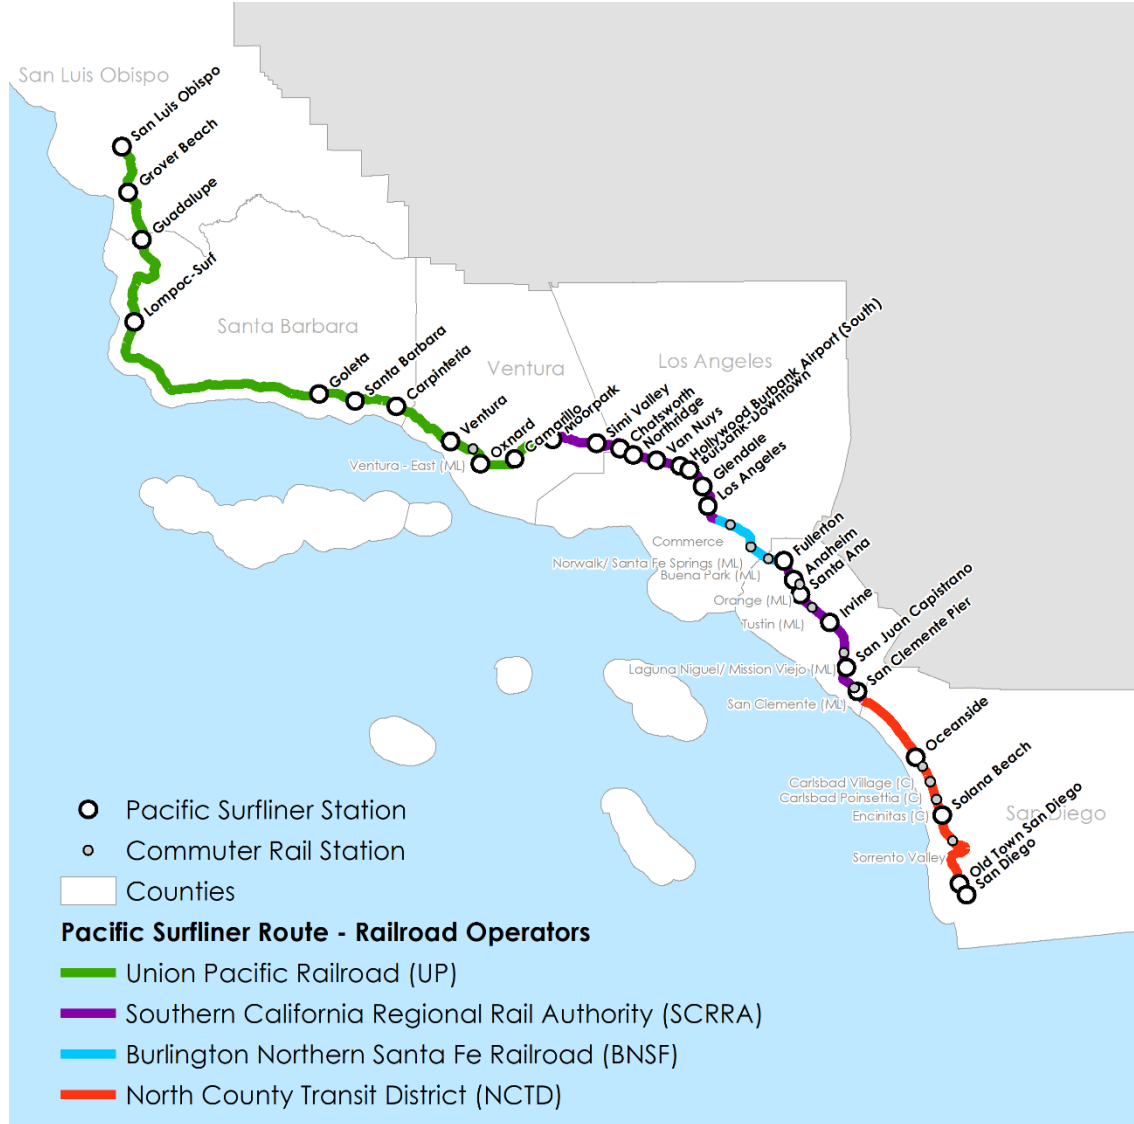 San Luis Obispo
San Luis Obispo
Grover Beach
Guadalupe
Lompoc-Surf
Santa Barbara
Goleta
Santa Barbara
Carpinteria
Ventura
Ventura
Ventura - East (ML)
Oxnard
Camarillo
Moorpark
Los Angeles
Simi Valley
Chatsworth
Northridge
Van Nuys
Hollywood Burbank Airport (South)
Burbank-Downtown
Glendale
Los Angeles
Commerce
Norwalk/ Santa Fe Springs (ML)
Buena Park (ML)
Fullerton
Anaheim
Santa Ana
Orange (ML)
Tustin (ML)
Irvine
Laguna Niguel/ Mission Viejo (ML)
San Juan Capistrano
San Clemente Pier
San Clemente (ML)
Oceanside
Carlsbad Village (C)
Carlsbad Poinsettia (C)
Encinitas (C)
Solana Beach
San Diego
Sorrento Valley
Old Town San Diego
San Diego
Pacific Surfliner Station
Commuter Rail Station
Counties
Pacific Surfliner Route - Railroad Operators
Union Pacific Railroad (UP)
Southern California Regional Rail Authority (SCRRA)
Burlington Northern Santa Fe Railroad (BNSF)
North County Transit District (NCTD)